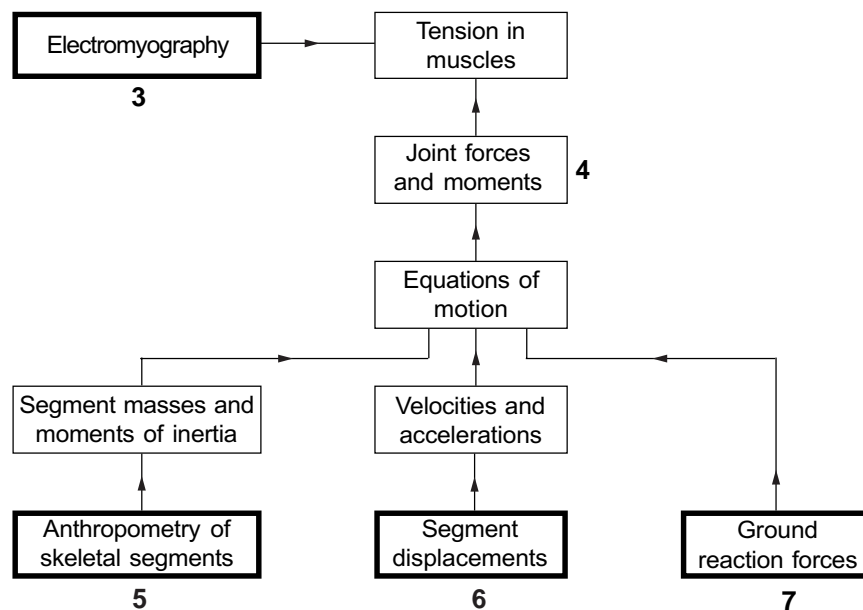 Electromyography
Tension in
muscles
3
Joint forces
and moments
4
Equations of
motion
Segment masses and
moments of inertia
Velocities and
accelerations
Anthropometry of
skeletal segments
Segment
displacements
Ground
reaction forces
5
6
7